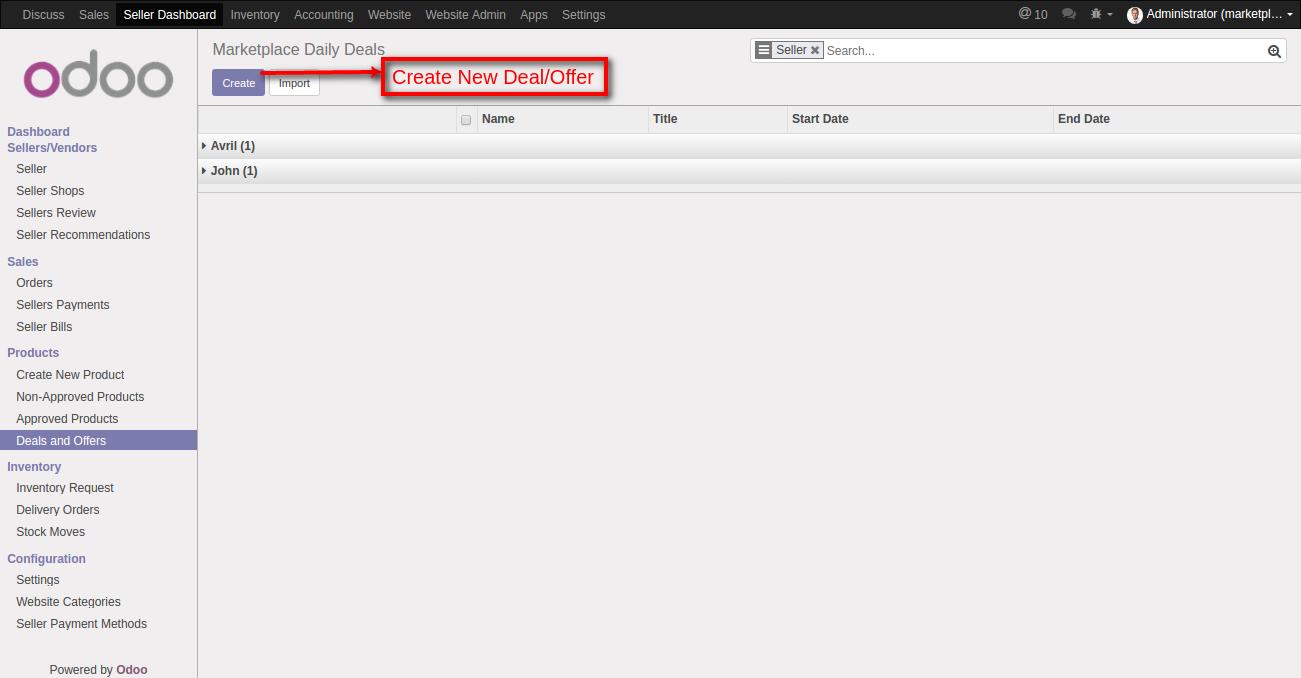 Discuss Sales Seller Dashboard Inventory Accounting Website Website Admin Apps Settings @ 10 Administrator (marketpl...
odoo
Marketplace Daily Deals
Seller Search...
Create Import
Create New Deal/Offer
Name Title Start Date End Date
Avril (1)
John (1)
Dashboard
Sellers/Vendors
Seller
Seller Shops
Sellers Review
Seller Recommendations
Sales
Orders
Sellers Payments
Seller Bills
Products
Create New Product
Non-Approved Products
Approved Products
Deals and Offers
Inventory
Inventory Request
Delivery Orders
Stock Moves
Configuration
Settings
Website Categories
Seller Payment Methods
Powered by Odoo